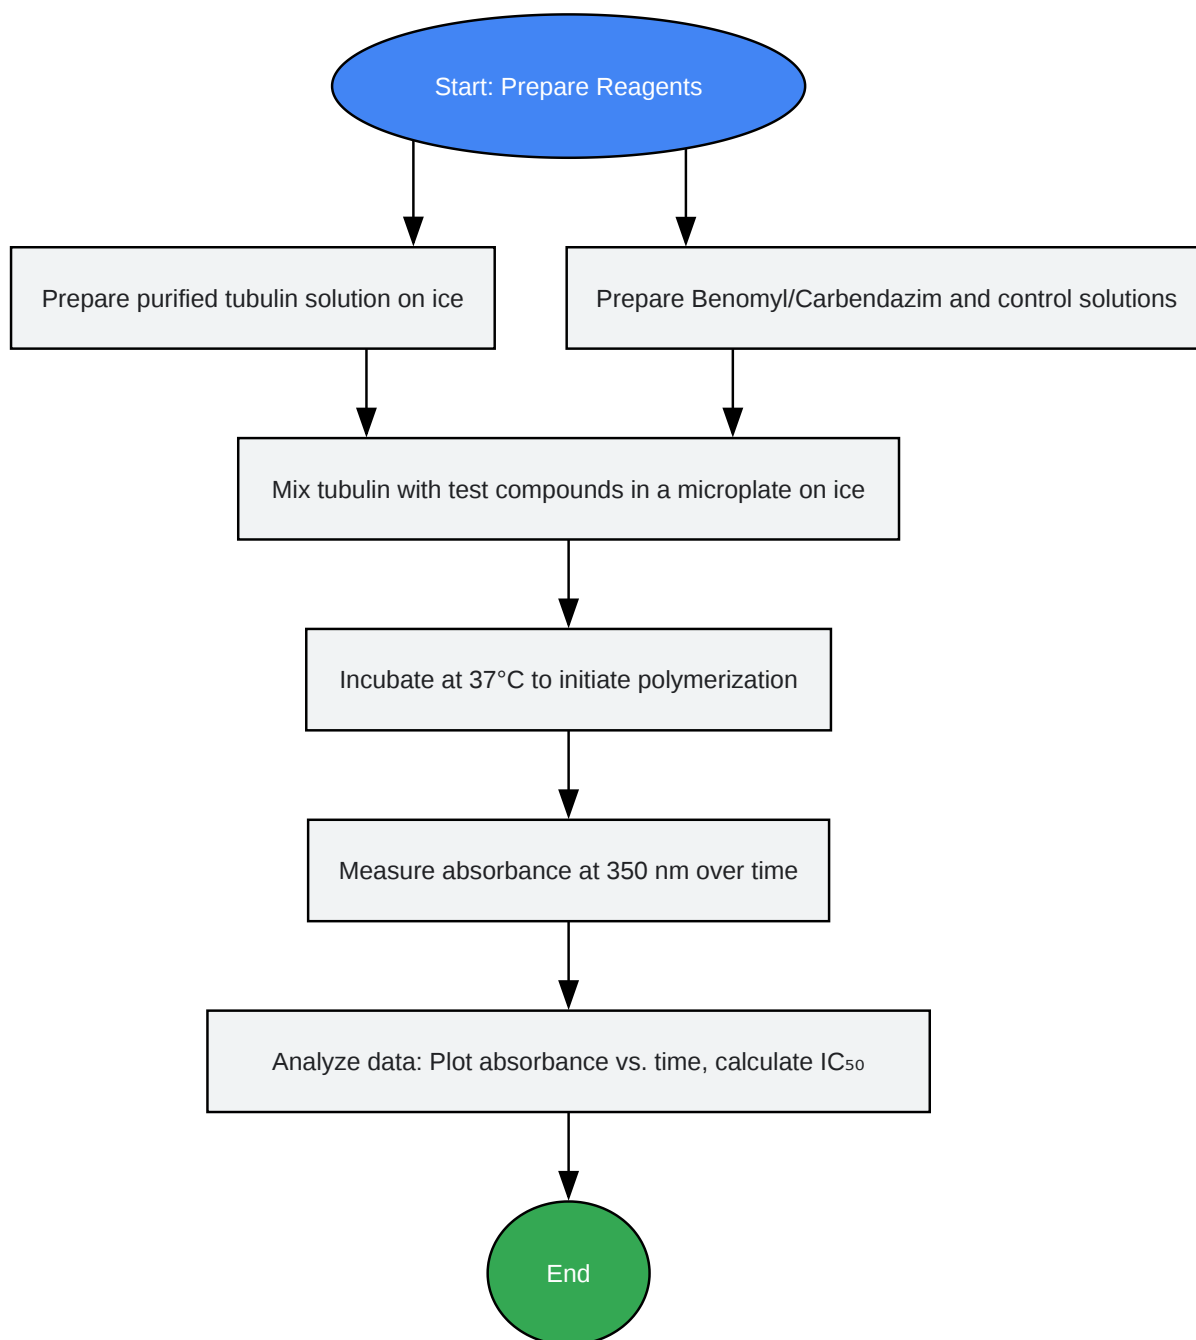 Start: Prepare Reagents
Prepare purified tubulin solution on ice
Prepare Benomyl/Carbendazim and control solutions
Mix tubulin with test compounds in a microplate on ice
Incubate at 37°C to initiate polymerization
Measure absorbance at 350 nm over time
Analyze data: Plot absorbance vs. time, calculate IC₅₀
End